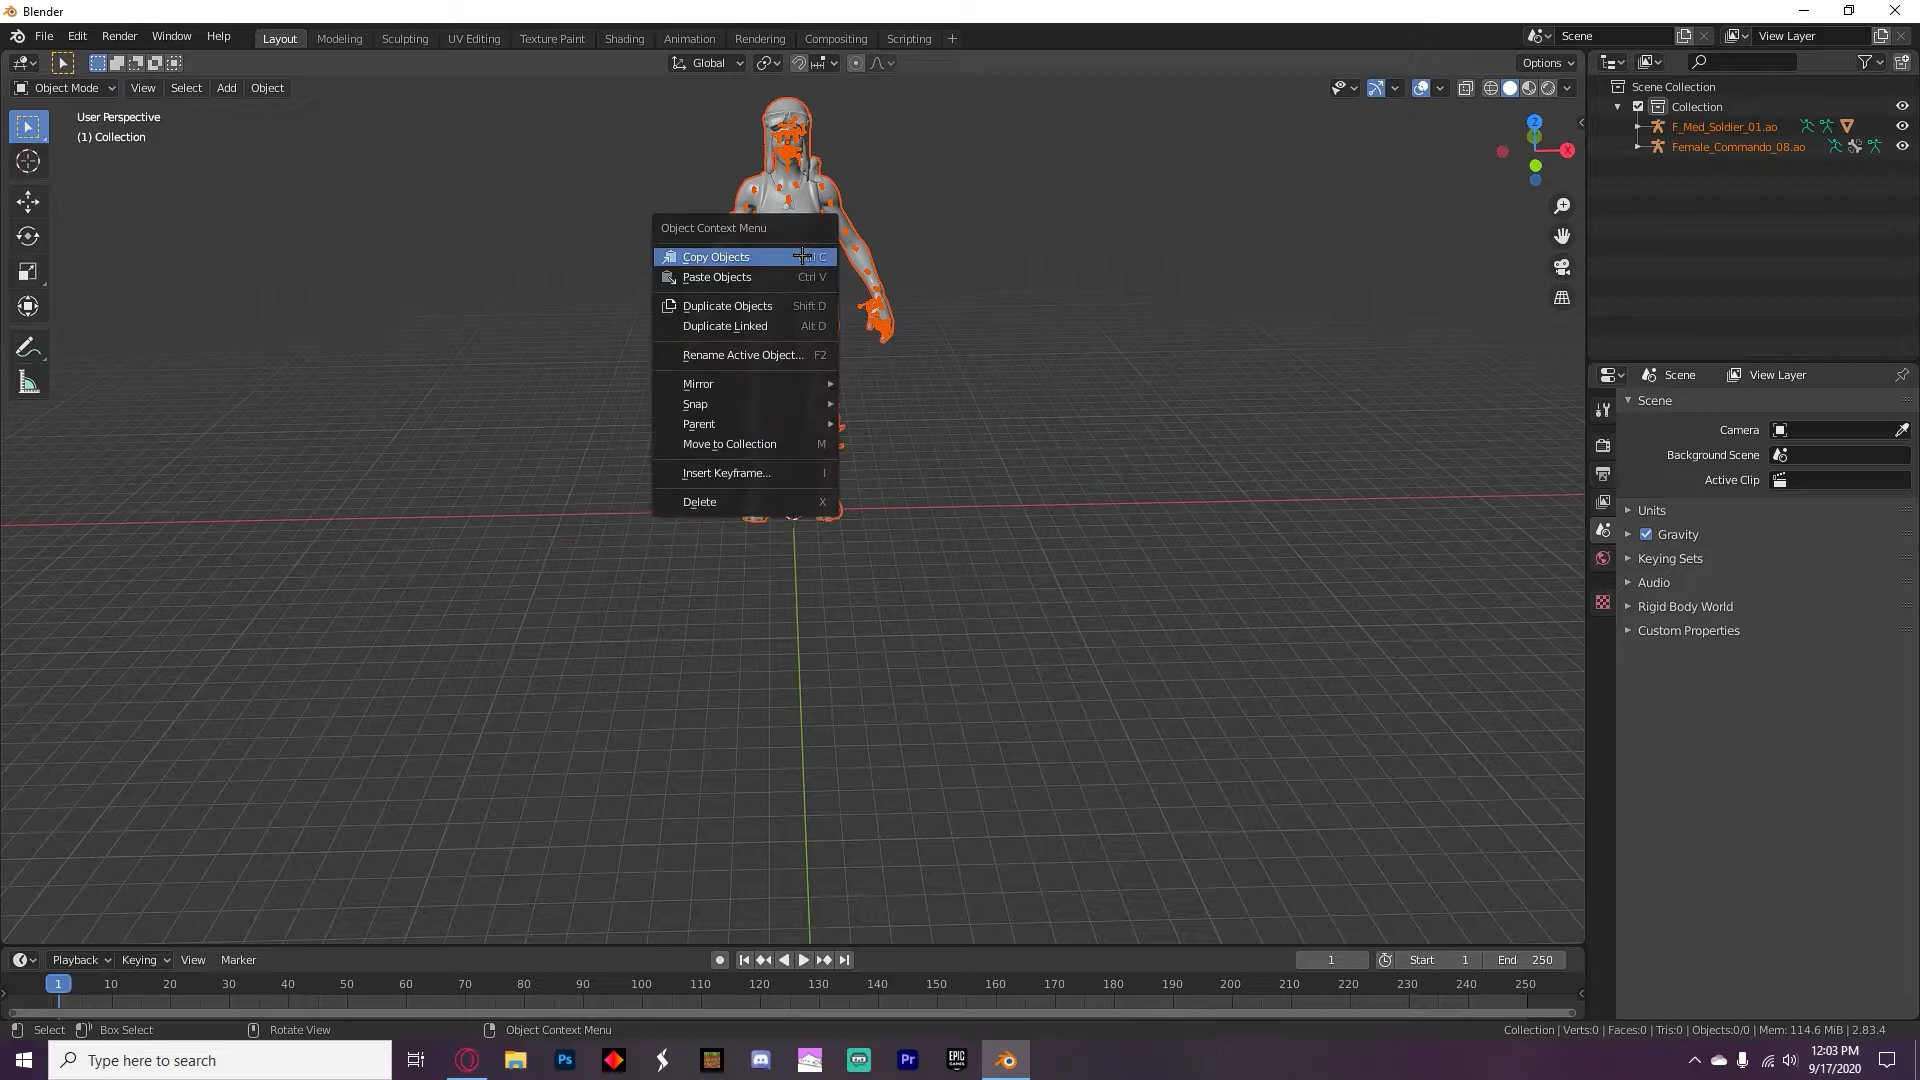 Blender
File Edit Render Window Help
Layout Modeling Sculpting UV Editing Texture Paint Shading Animation Rendering Compositing Scripting +
Scene
View Layer
Global
Options
Object Mode View Select Add Object
User Perspective
(1) Collection
Z
X
Scene Collection
Collection
F_Med_Soldier_01.ao
Female_Commando_08.ao
Object Context Menu
Copy Objects
Paste Objects Ctrl V
Duplicate Objects Shift D
Duplicate Linked Alt D
Rename Active Object... F2
Mirror
Snap
Parent
Move to Collection M
Insert Keyframe... I
Delete X
Scene View Layer
Scene
Camera
Background Scene
Active Clip
Units
Gravity
Keying Sets
Audio
Rigid Body World
Custom Properties
Playback Keying View Marker
1 Start 1 End 250
1 10 20 30 40 50 60 70 80 90 100 110 120 130 140 150 160 170 180 190 200 210 220 230 240 250
Select Box Select Rotate View Object Context Menu
Collection | Verts:0 | Faces:0 | Tris:0 | Objects:0/0 | Mem: 114.6 MiB | 2.83.4
Type here to search
Ps
Pr
EPIC
GAMES
12:03 PM
9/17/2020